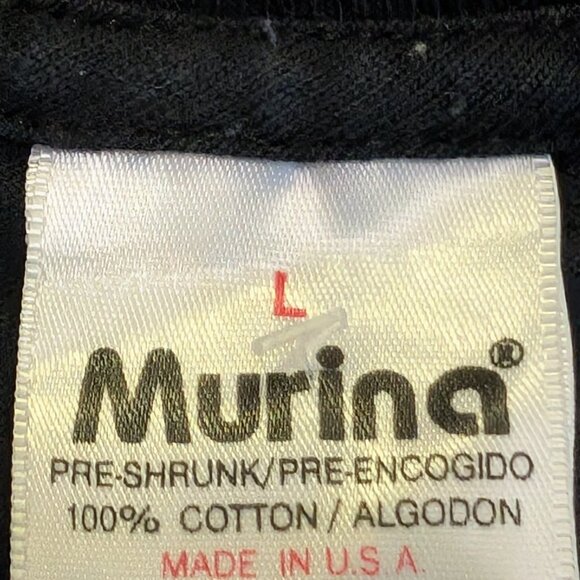 L
Murina®
PRE-SHRUNK/PRE-ENCOGIDO
100% COTTON / ALGODON
MADE IN U.S A.